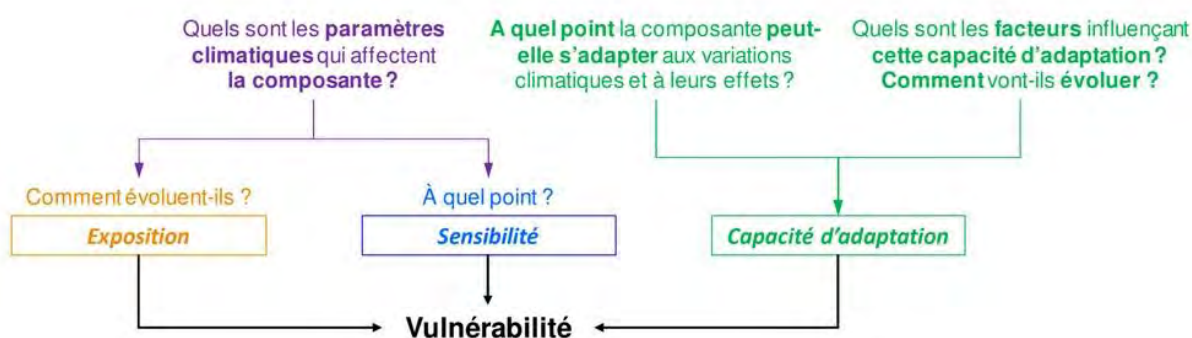 Quels sont les paramètres
climatiques qui affectent
la composante ?
A quel point la composante peut-
elle s’adapter aux variations
climatiques et à leurs effets ?
Quels sont les facteurs influençant
cette capacité d’adaptation ?
Comment vont-ils évoluer ?
Comment évoluent-ils ?
Exposition
À quel point ?
Sensibilité
Capacité d’adaptation
Vulnérabilité